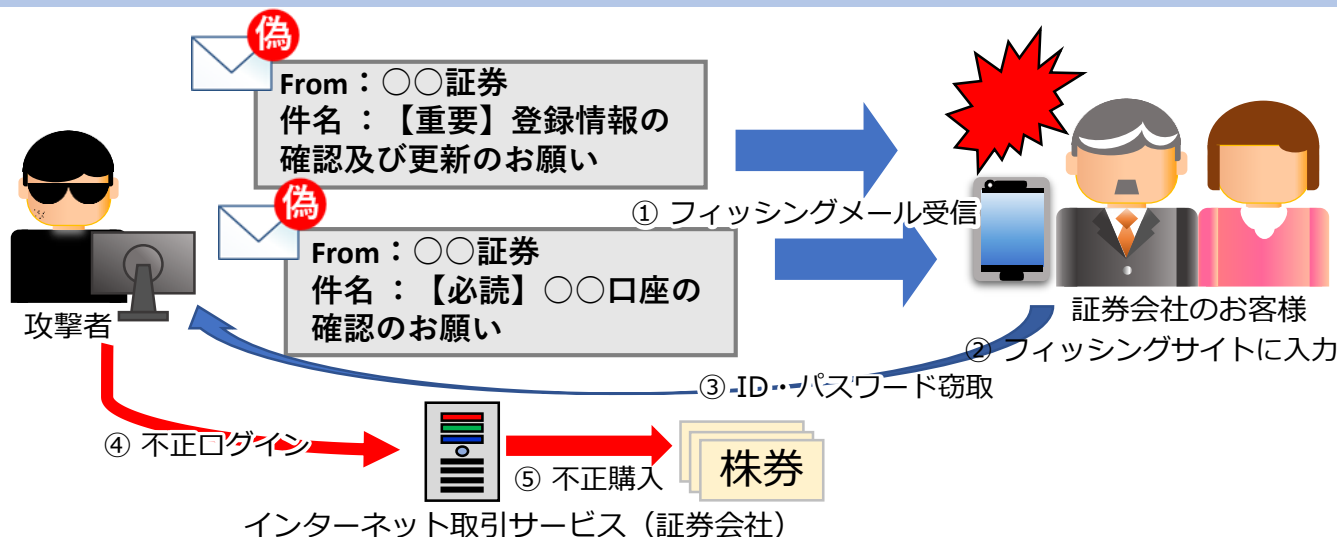 偽
From：○○証券
件名 ：【重要】登録情報の
確認及び更新のお願い
偽
From：○○証券
件名 ：【必読】○○口座の
確認のお願い
① フィッシングメール受信
攻撃者
証券会社のお客様
② フィッシングサイトに入力
③ ID・パスワード窃取
④ 不正ログイン
⑤ 不正購入
株券
インターネット取引サービス（証券会社）